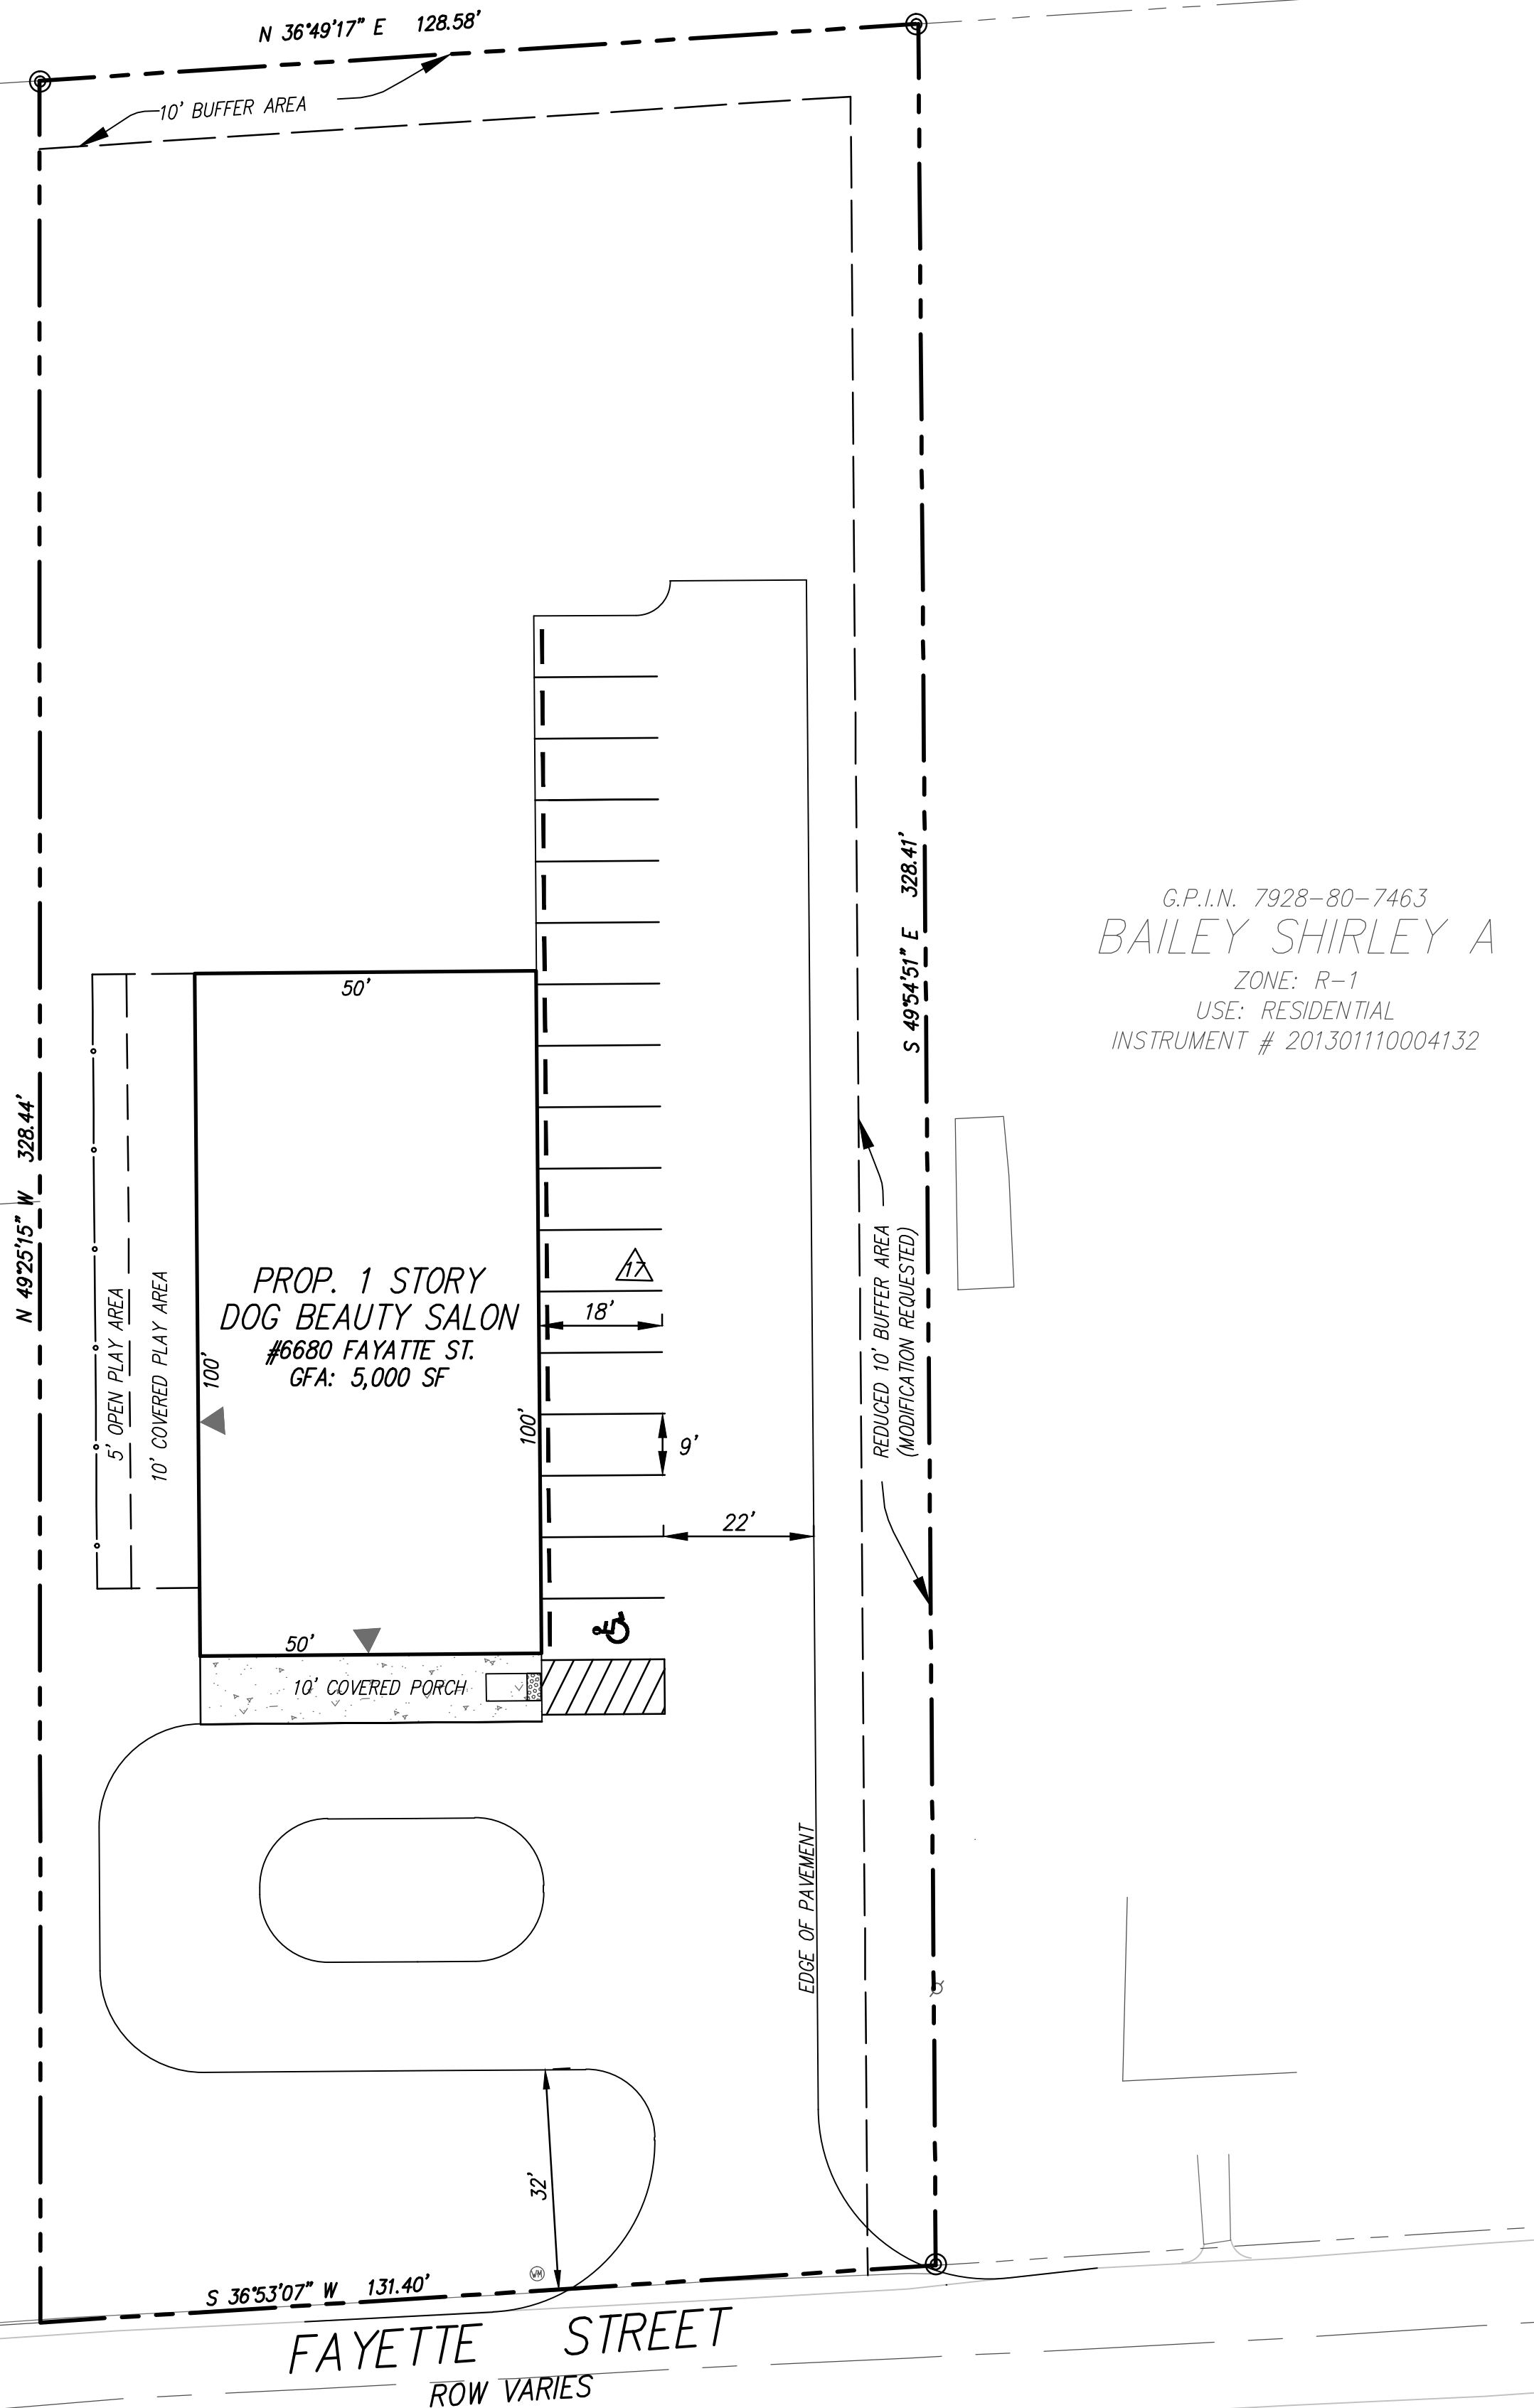 N 36°49'17" E 128.58'
10' BUFFER AREA
S 49°54'51" E 328.41'
G.P.I.N. 7928-80-7463
BAILEY SHIRLEY A
ZONE: R-1
USE: RESIDENTIAL
INSTRUMENT # 201301110004132
50'
N 49°25'15" W 328.44'
5' OPEN PLAY AREA
10' COVERED PLAY AREA
PROP. 1 STORY
DOG BEAUTY SALON
#6680 FAYATTE ST.
GFA: 5,000 SF
100'
100'
17
18'
9'
22'
REDUCED 10' BUFFER AREA
(MODIFICATION REQUESTED)
50'
10' COVERED PORCH
EDGE OF PAVEMENT
32'
WM
S 36°53'07" W 131.40'
FAYETTE STREET
ROW VARIES